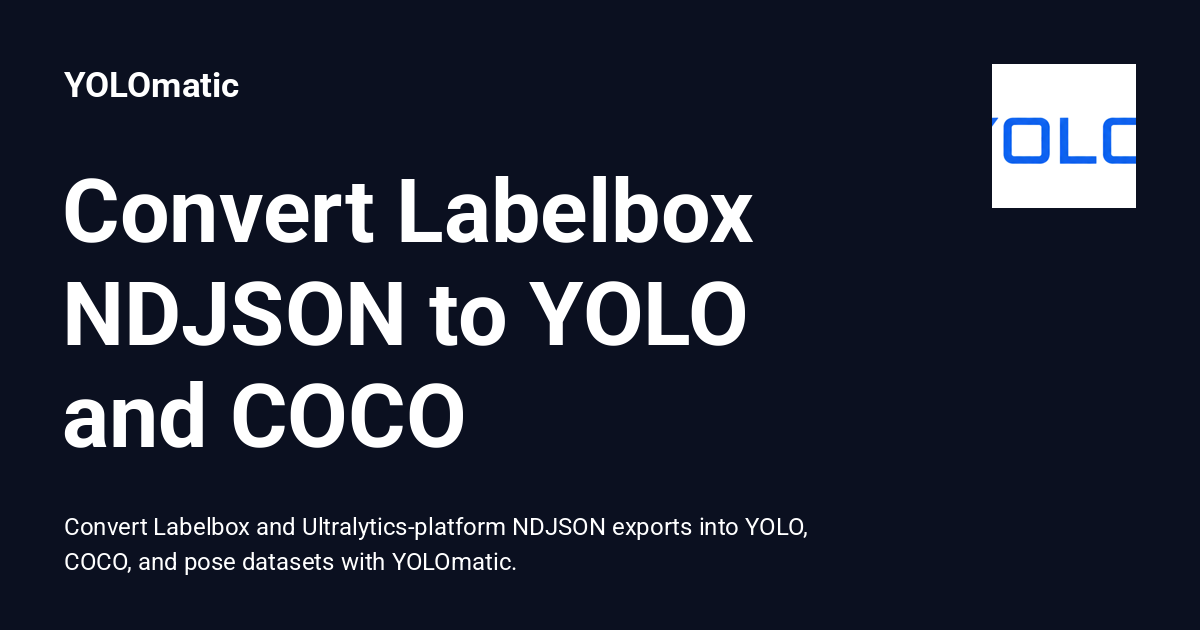 YOLOmatic
YOLO
Convert Labelbox
NDJSON to YOLO
and COCO
Convert Labelbox and Ultralytics-platform NDJSON exports into YOLO,
COCO, and pose datasets with YOLOmatic.